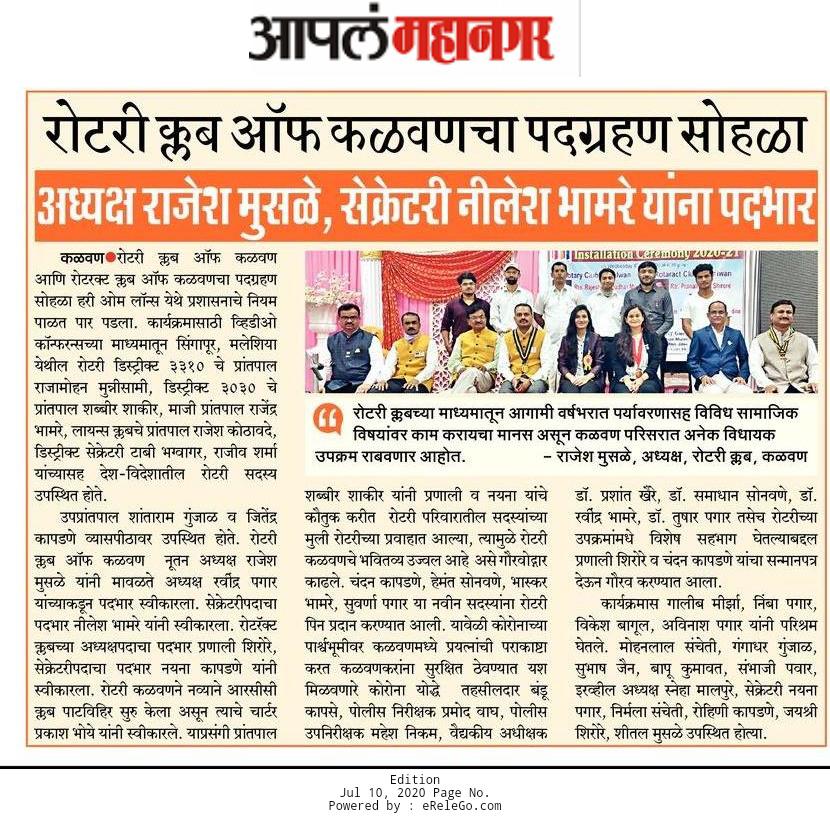 आपलं महानगर
रोटरी क्लब ऑफ कळवणचा पदग्रहण सोहळा
अध्यक्ष राजेश मुसळे, सेक्रेटरी नीलेश भामरे यांना पदभार
कळवण●रोटरी क्लब ऑफ कळवण
आणि रोटरक्ट क्लब ऑफ कळवणचा पदग्रहण
सोहळा हरी ओम लॉन्स येथे प्रशासनाचे नियम
पाळत पार पडला. कार्यक्रमासाठी व्हिडीओ
कॉन्फरन्सच्या माध्यमातून सिंगापूर, मलेशिया
येथील रोटरी डिस्ट्रीक्ट ३३१० चे प्रांतपाल
राजामोहन मुन्नीसामी, डिस्ट्रीक्ट ३०३० चे
प्रांतपाल शब्बीर शाकीर, माजी प्रांतपाल राजेंद्र
भामरे, लायन्स क्लबचे प्रांतपाल राजेश कोठावदे,
डिस्ट्रीक्ट सेक्रेटरी टाबी भग्वागर, राजीव शर्मा
यांच्यासह देश-विदेशातील रोटरी सदस्य
उपस्थित होते.
उपप्रांतपाल शांताराम गुंजाळ व जितेंद्र
कापडणे व्यासपीठावर उपस्थित होते. रोटरी
क्लब ऑफ कळवण नूतन अध्यक्ष राजेश
मुसळे यांनी मावळते अध्यक्ष रवींद्र पगार
यांच्याकडून पदभार स्वीकारला. सेक्रेटरीपदाचा
पदभार नीलेश भामरे यांनी स्वीकारला. रोटरॅक्ट
क्लबच्या अध्यक्षपदाचा पदभार प्रणाली शिरोरे,
सेक्रेटरीपदाचा पदभार नयना कापडणे यांनी
स्वीकारला. रोटरी कळवणने नव्याने आरसीसी
क्लब पाटविहिर सुरु केला असून त्याचे चार्टर
प्रकाश भोये यांनी स्वीकारले. याप्रसंगी प्रांतपाल
Installation Ceremony 2020-21
रोटरी क्लबच्या माध्यमातून आगामी वर्षभरात पर्यावरणासह विविध सामाजिक
विषयांवर काम करायचा मानस असून कळवण परिसरात अनेक विधायक
उपक्रम राबवणार आहोत. – राजेश मुसळे, अध्यक्ष, रोटरी क्लब, कळवण
शब्बीर शाकीर यांनी प्रणाली व नयना यांचे
कौतुक करीत रोटरी परिवारातील सदस्यांच्या
मुली रोटरीच्या प्रवाहात आल्या, त्यामुळे रोटरी
कळवणचे भवितव्य उज्वल आहे असे गौरवोद्गार
काढले. चंदन कापडणे, हेमंत सोनवणे, भास्कर
भामरे, सुवर्णा पगार या नवीन सदस्यांना रोटरी
पिन प्रदान करण्यात आली. यावेळी कोरोनाच्या
पार्श्वभूमीवर कळवणमध्ये प्रयत्नांची पराकाष्ठा
करत कळवणकरांना सुरक्षित ठेवण्यात यश
मिळवणारे कोरोना योद्धे तहसीलदार बंडू
कापसे, पोलीस निरीक्षक प्रमोद वाघ, पोलीस
उपनिरीक्षक महेश निकम, वैद्यकीय अधीक्षक
डॉ. प्रशांत खैरे, डॉ. समाधान सोनवणे, डॉ.
रवींद्र भामरे, डॉ. तुषार पगार तसेच रोटरीच्या
उपक्रमांमधे विशेष सहभाग घेतल्याबद्दल
प्रणाली शिरोरे व चंदन कापडणे यांचा सन्मानपत्र
देऊन गौरव करण्यात आला.
कार्यक्रमास गालीब मीर्झा, निंबा पगार,
विकेश बागूल, अविनाश पगार यांनी परिश्रम
घेतले. मोहनलाल संचेती, गंगाधर गुंजाळ,
सुभाष जैन, बापू कुमावत, संभाजी पवार,
इरव्हील अध्यक्ष स्नेहा मालपुरे, सेक्रेटरी नयना
पगार, निर्मला संचेती, रोहिणी कापडणे, जयश्री
शिरोरे, शीतल मुसळे उपस्थित होत्या.
Edition
Jul 10, 2020 Page No.
Powered by : eReleGo.com